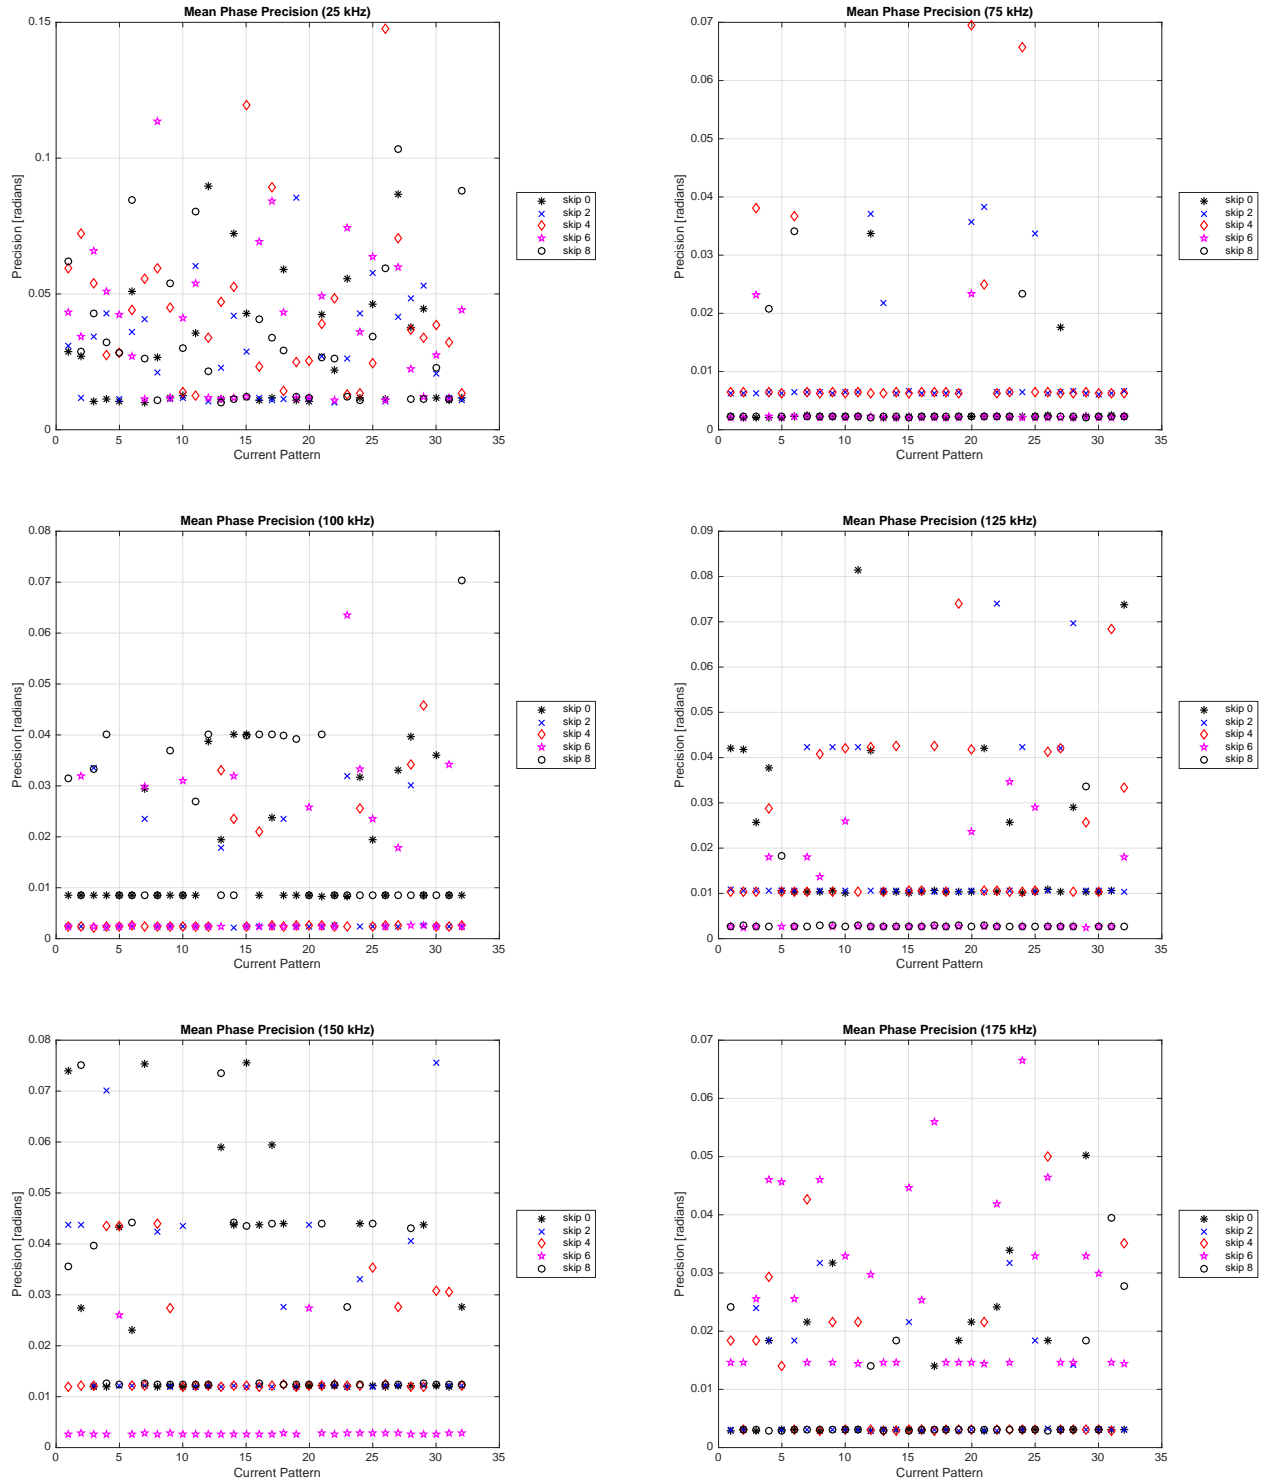 Mean Phase Precision (25 kHz)
0.15
0.1
0.05
0
Precision [radians]
0 5 10 15 20 25 30 35
Current Pattern
skip 0
skip 2
skip 4
skip 6
skip 8
Mean Phase Precision (75 kHz)
0.07
0.06
0.05
0.04
0.03
0.02
0.01
0
Precision [radians]
0 5 10 15 20 25 30 35
Current Pattern
skip 0
skip 2
skip 4
skip 6
skip 8
Mean Phase Precision (100 kHz)
0.08
0.07
0.06
0.05
0.04
0.03
0.02
0.01
0
Precision [radians]
0 5 10 15 20 25 30 35
Current Pattern
skip 0
skip 2
skip 4
skip 6
skip 8
Mean Phase Precision (125 kHz)
0.09
0.08
0.07
0.06
0.05
0.04
0.03
0.02
0.01
0
Precision [radians]
0 5 10 15 20 25 30 35
Current Pattern
skip 0
skip 2
skip 4
skip 6
skip 8
Mean Phase Precision (150 kHz)
0.08
0.07
0.06
0.05
0.04
0.03
0.02
0.01
0
Precision [radians]
0 5 10 15 20 25 30 35
Current Pattern
skip 0
skip 2
skip 4
skip 6
skip 8
Mean Phase Precision (175 kHz)
0.07
0.06
0.05
0.04
0.03
0.02
0.01
0
Precision [radians]
0 5 10 15 20 25 30 35
Current Pattern
skip 0
skip 2
skip 4
skip 6
skip 8